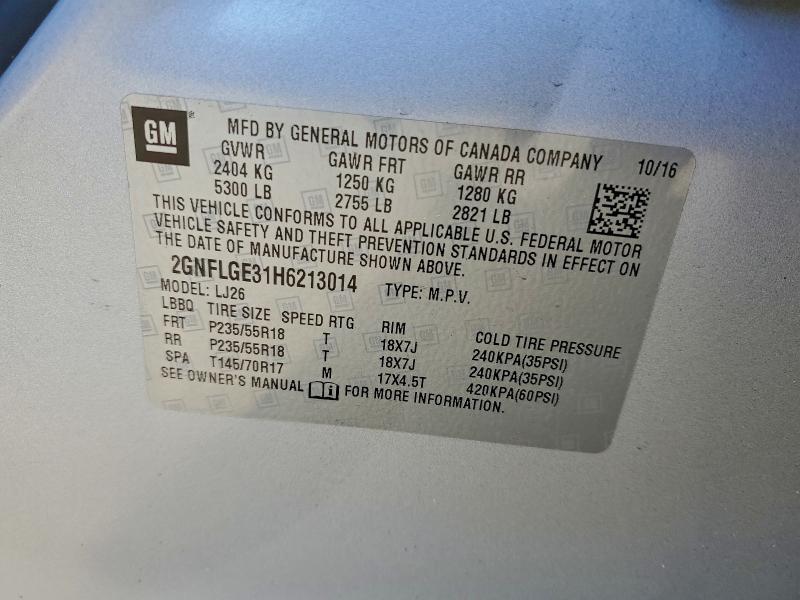 GM
MFD BY GENERAL MOTORS OF CANADA COMPANY 10/16
GVWR GAWR FRT GAWR RR
2404 KG 1250 KG 1280 KG
5300 LB 2755 LB 2821 LB
THIS VEHICLE CONFORMS TO ALL APPLICABLE U.S. FEDERAL MOTOR
VEHICLE SAFETY AND THEFT PREVENTION STANDARDS IN EFFECT ON
THE DATE OF MANUFACTURE SHOWN ABOVE.
2GNFLGE31H6213014 TYPE: M.P.V.
MODEL: LJ26
LBBQ TIRE SIZE SPEED RTG RIM COLD TIRE PRESSURE
FRT P235/55R18 T 18X7J 240KPA(35PSI)
RR P235/55R18 T 18X7J 240KPA(35PSI)
SPA T145/70R17 M 17X4.5T 420KPA(60PSI)
SEE OWNER'S MANUAL FOR MORE INFORMATION.